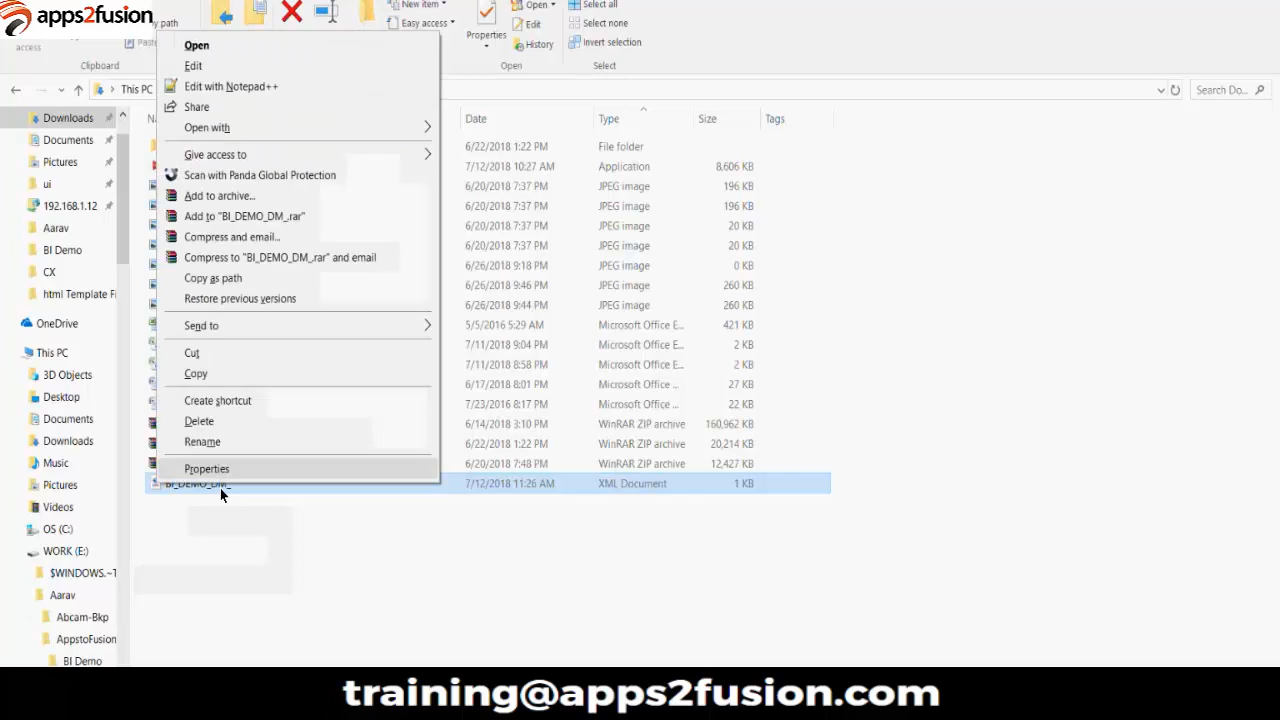 apps2fusion
y path
New item
Easy access
Properties
Open
Edit
History
Select all
Select none
Invert selection
access
Paste
Clipboard
Open
Select
This PC
Search Do...
Date
Type
Size
Tags
Downloads
Documents
Pictures
ui
192.168.1.12
Aarav
BI Demo
CX
html Template Fi
OneDrive
This PC
3D Objects
Desktop
Documents
Downloads
Music
Pictures
Videos
OS (C:)
WORK (E:)
$WINDOWS.~T
Aarav
Abcam-Bkp
AppstoFusion
BI Demo
Open
Edit
Edit with Notepad++
Share
Open with
Give access to
Scan with Panda Global Protection
Add to archive...
Add to "BI_DEMO_DM_.rar"
Compress and email...
Compress to "BI_DEMO_DM_.rar" and email
Copy as path
Restore previous versions
Send to
Cut
Copy
Create shortcut
Delete
Rename
Properties
6/22/2018 1:22 PM File folder
7/12/2018 10:27 AM Application 8,606 KB
6/20/2018 7:37 PM JPEG image 196 KB
6/20/2018 7:37 PM JPEG image 196 KB
6/20/2018 7:37 PM JPEG image 20 KB
6/20/2018 7:37 PM JPEG image 20 KB
6/26/2018 9:18 PM JPEG image 0 KB
6/26/2018 9:46 PM JPEG image 260 KB
6/26/2018 9:44 PM JPEG image 260 KB
5/5/2016 5:29 AM Microsoft Office E... 421 KB
7/11/2018 9:04 PM Microsoft Office E... 2 KB
7/11/2018 8:58 PM Microsoft Office E... 2 KB
6/17/2018 8:01 PM Microsoft Office ... 27 KB
7/23/2016 8:17 PM Microsoft Office ... 22 KB
6/14/2018 3:10 PM WinRAR ZIP archive 160,962 KB
6/22/2018 1:22 PM WinRAR ZIP archive 20,214 KB
6/20/2018 7:48 PM WinRAR ZIP archive 12,427 KB
BI_DEMO_DM_ 7/12/2018 11:26 AM XML Document 1 KB
training@apps2fusion.com